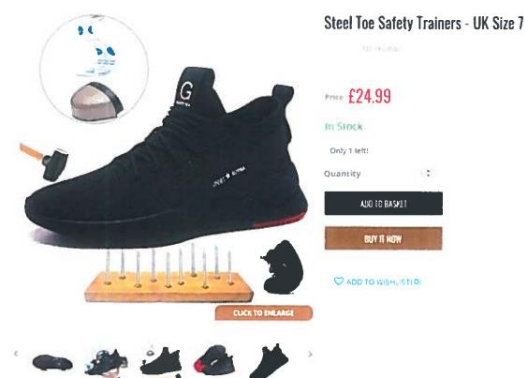 Steel Toe Safety Trainers - UK Size 7
Price £24.99
In Stock
Only 1 left!
Quantity
ADD TO BASKET
BUY IT NOW
ADD TO WISHLIST(0)
G
CLICK TO ENLARGE